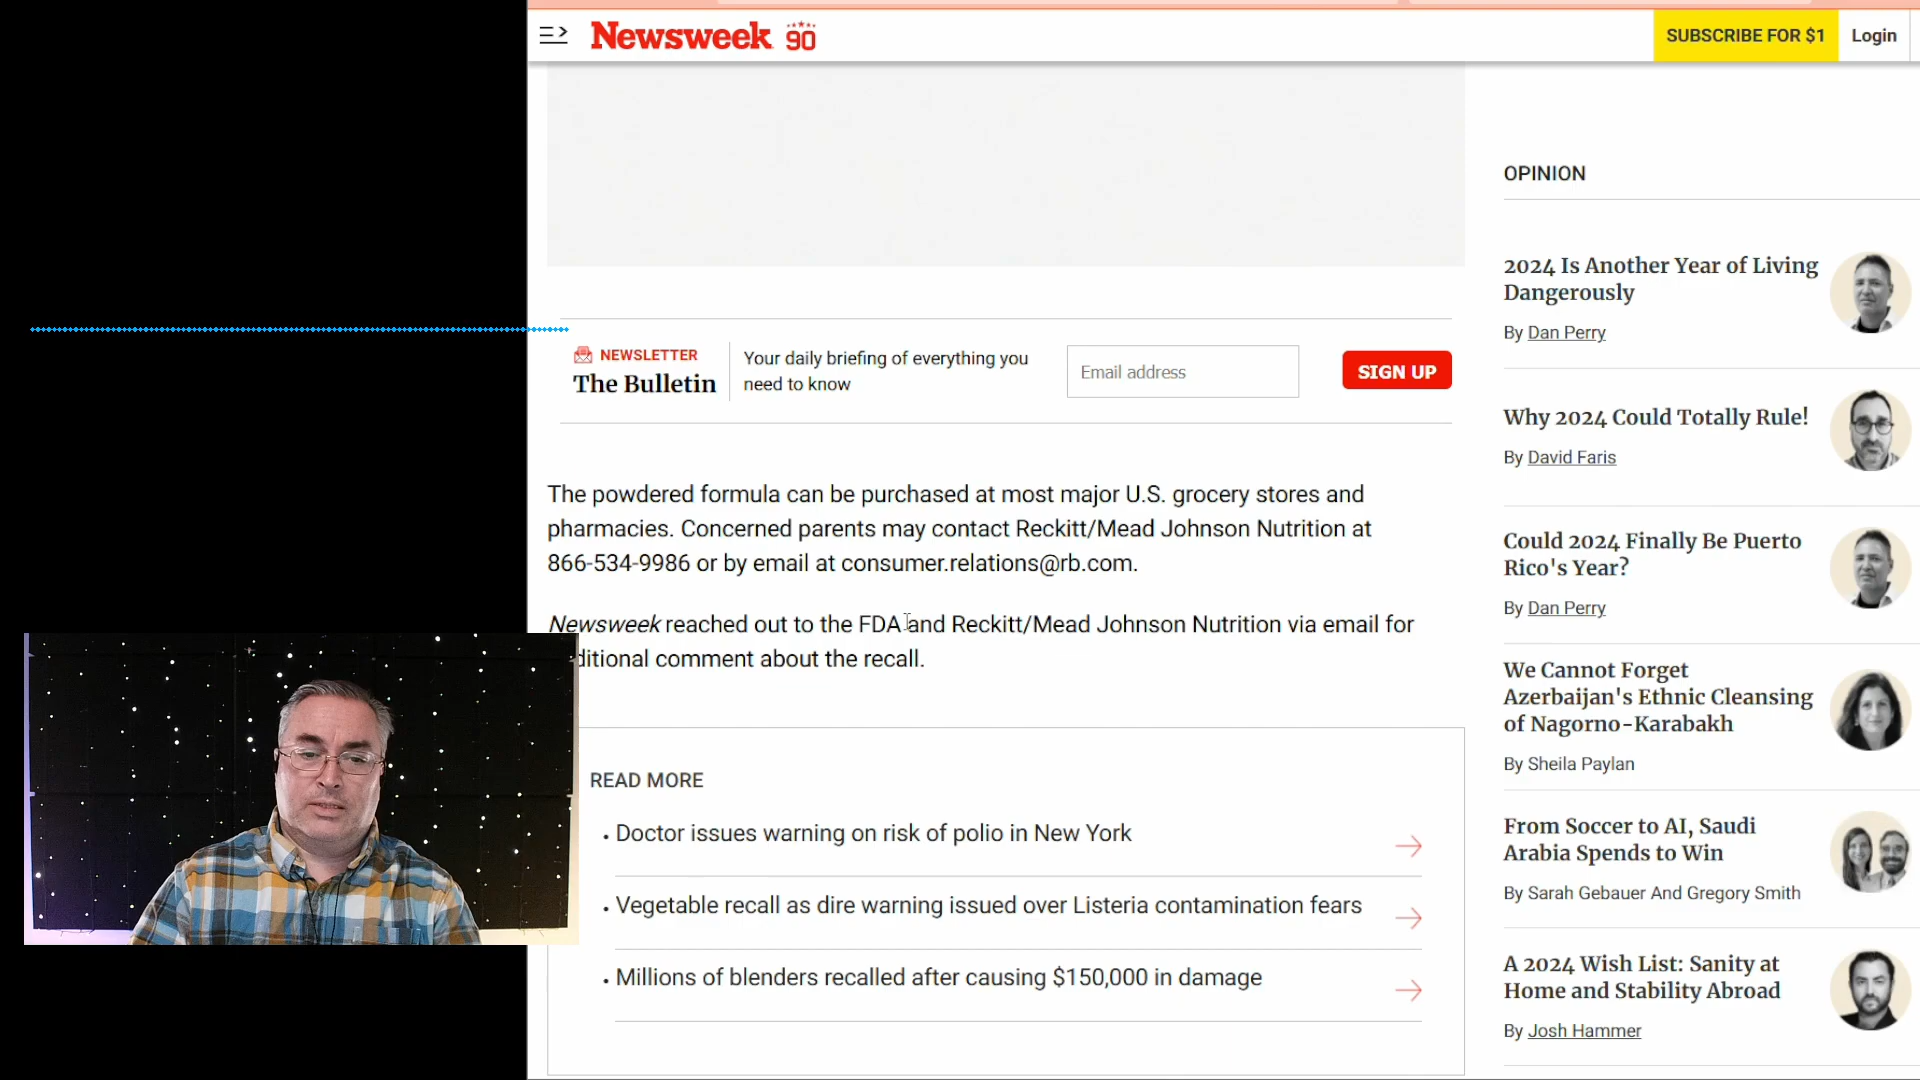 Newsweek 90
SUBSCRIBE FOR $1
Login
NEWSLETTER
The Bulletin
Your daily briefing of everything you
need to know
Email address
SIGN UP
The powdered formula can be purchased at most major U.S. grocery stores and
pharmacies. Concerned parents may contact Reckitt/Mead Johnson Nutrition at
866-534-9986 or by email at consumer.relations@rb.com.
Newsweek reached out to the FDA and Reckitt/Mead Johnson Nutrition via email for
ditional comment about the recall.
READ MORE
• Doctor issues warning on risk of polio in New York
• Vegetable recall as dire warning issued over Listeria contamination fears
• Millions of blenders recalled after causing $150,000 in damage
OPINION
2024 Is Another Year of Living
Dangerously
By Dan Perry
Why 2024 Could Totally Rule!
By David Faris
Could 2024 Finally Be Puerto
Rico's Year?
By Dan Perry
We Cannot Forget
Azerbaijan's Ethnic Cleansing
of Nagorno-Karabakh
By Sheila Paylan
From Soccer to AI, Saudi
Arabia Spends to Win
By Sarah Gebauer And Gregory Smith
A 2024 Wish List: Sanity at
Home and Stability Abroad
By Josh Hammer